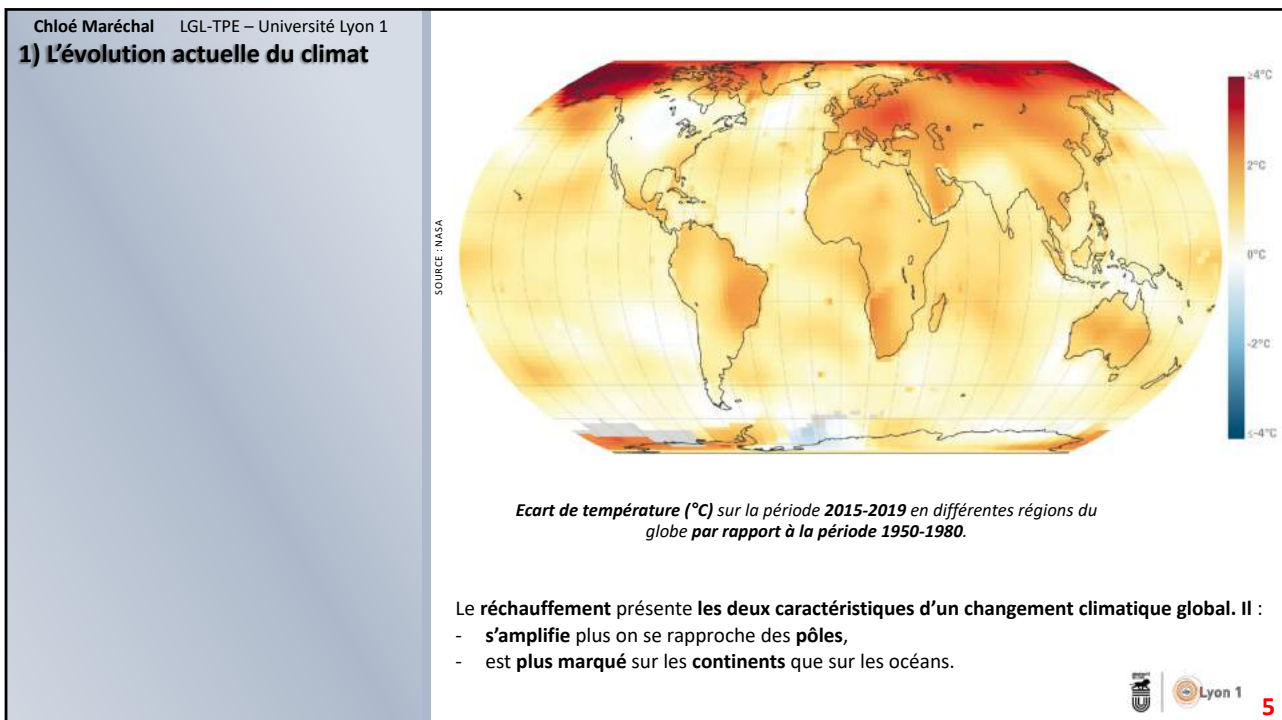 Chloé Maréchal LGL-TPE – Université Lyon 1
1) L'évolution actuelle du climat
SOURCE : NASA
≥4°C
2°C
0°C
-2°C
≤-4°C
Ecart de température (°C) sur la période 2015-2019 en différentes régions du
globe par rapport à la période 1950-1980.
Le réchauffement présente les deux caractéristiques d'un changement climatique global. Il :
- s'amplifie plus on se rapproche des pôles,
- est plus marqué sur les continents que sur les océans.
Lyon 1
5